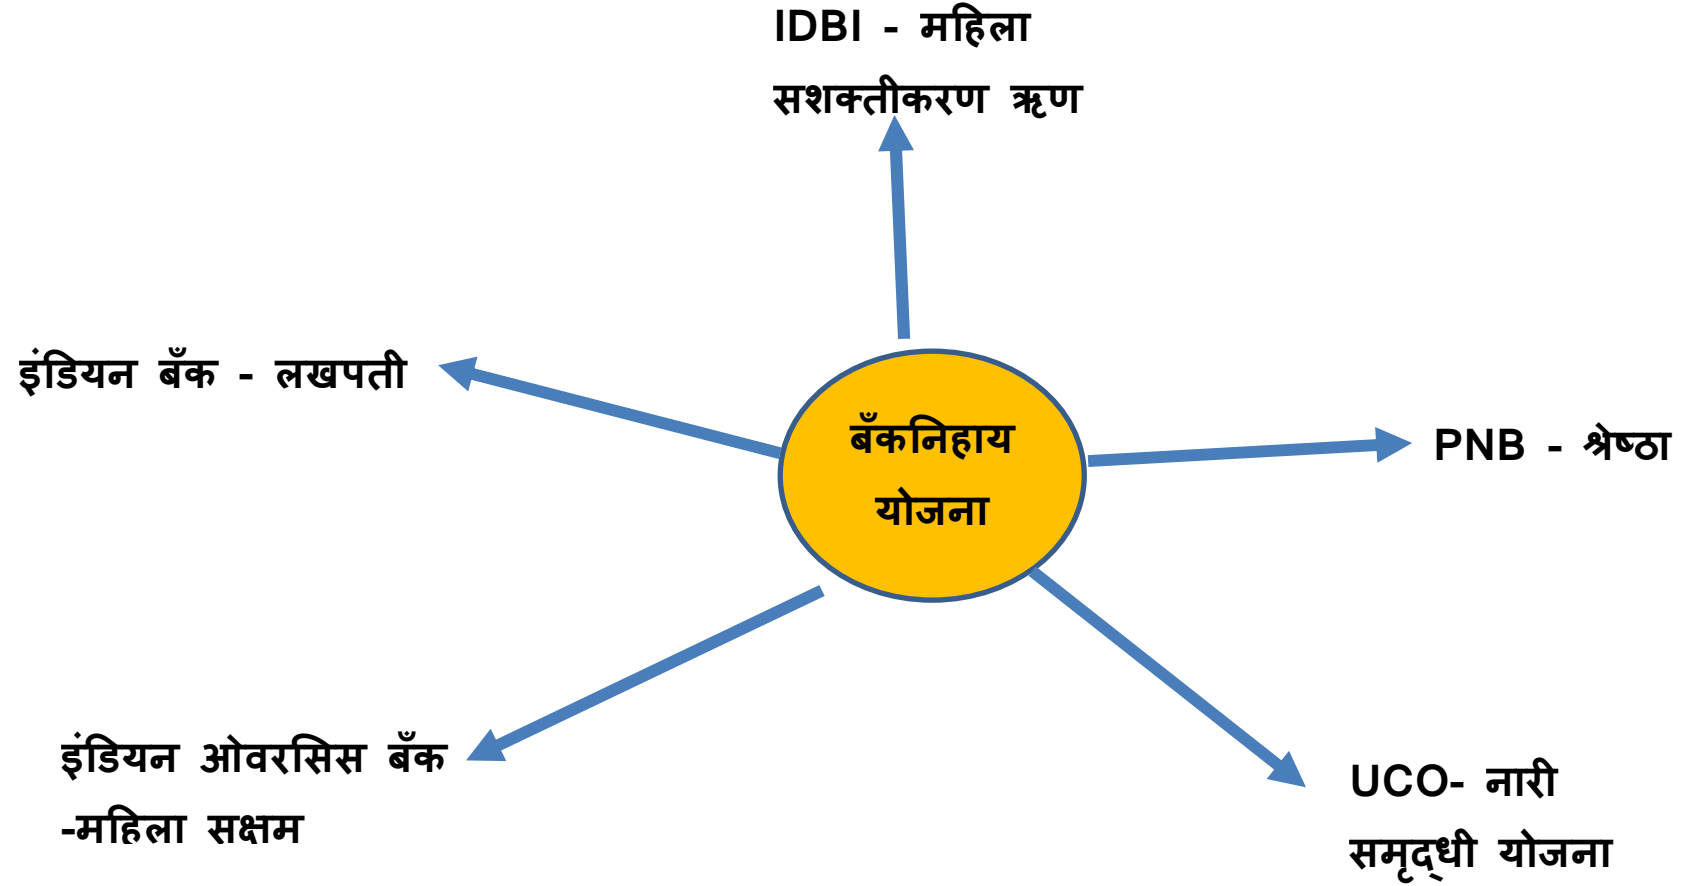 IDBI - महिला
सशक्तीकरण ऋण
इंडियन बँक - लखपती
बँकनिहाय
योजना
PNB - श्रेष्ठा
इंडियन ओवरसिस बँक
-महिला सक्षम
UCO- नारी
समृद्धी योजना